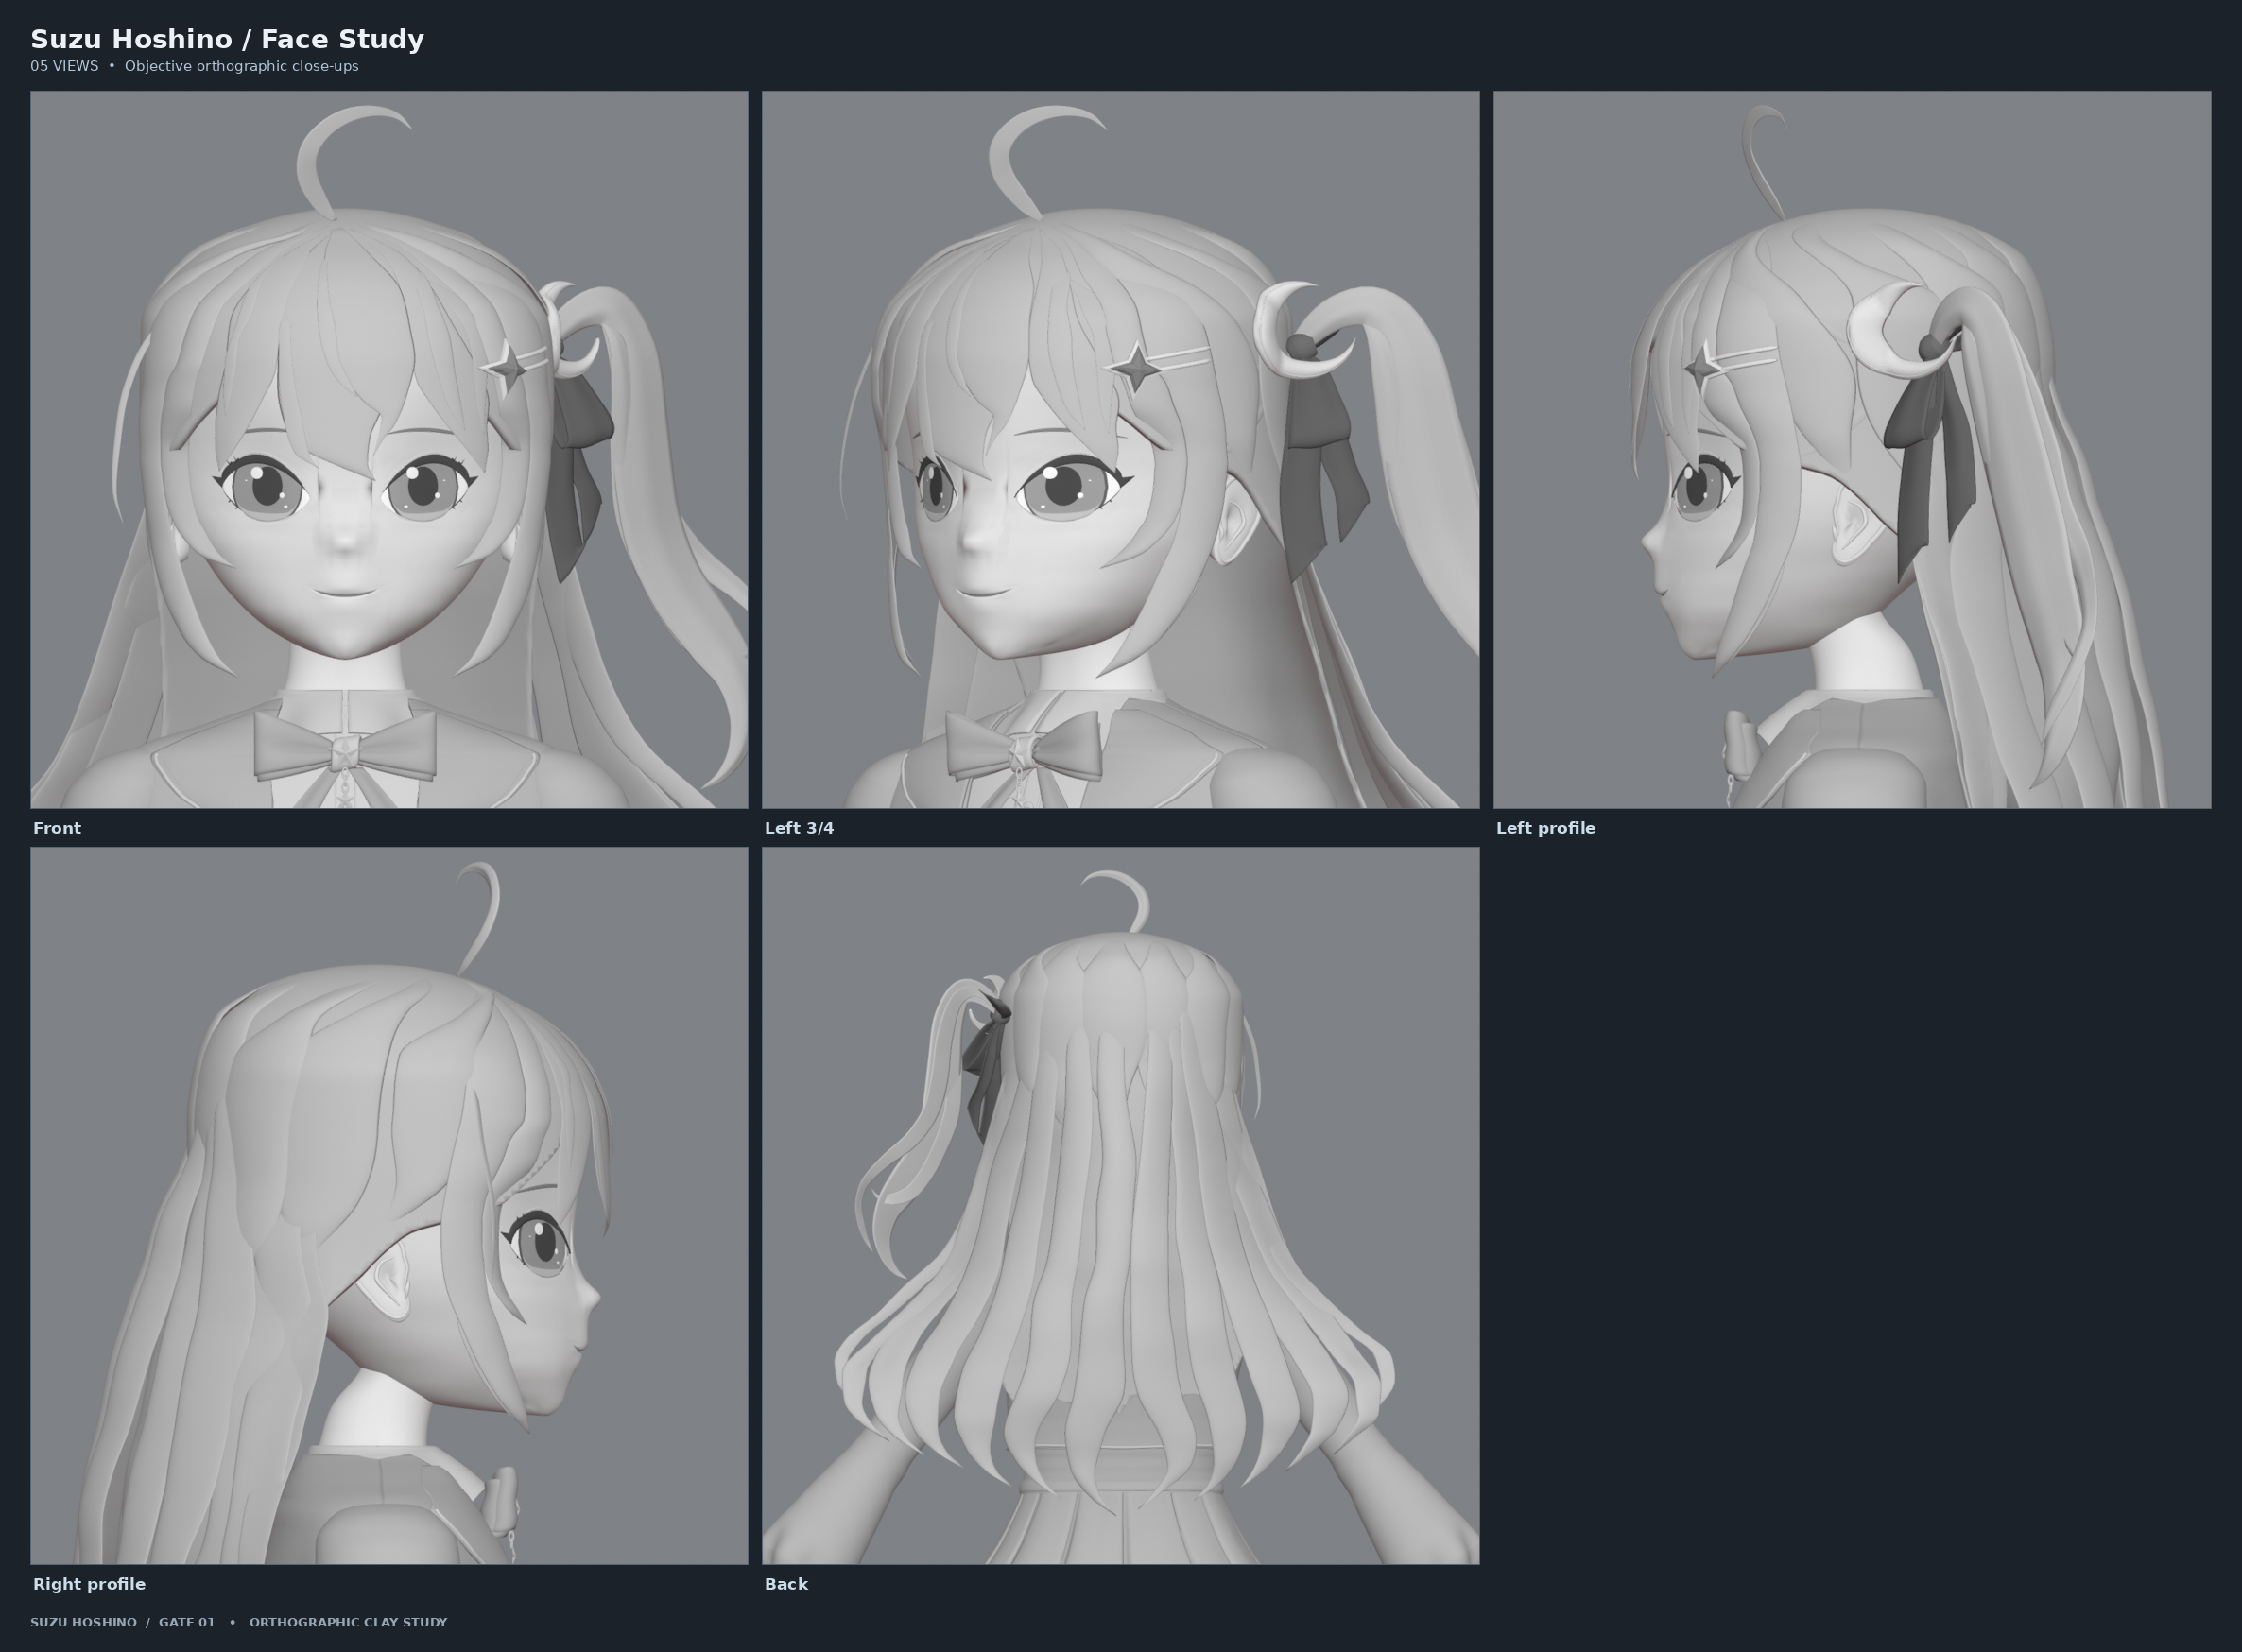 Suzu Hoshino / Face Study
05 VIEWS • Objective orthographic close-ups
Front
Left 3/4
Left profile
Right profile
Back
SUZU HOSHINO / GATE 01 • ORTHOGRAPHIC CLAY STUDY